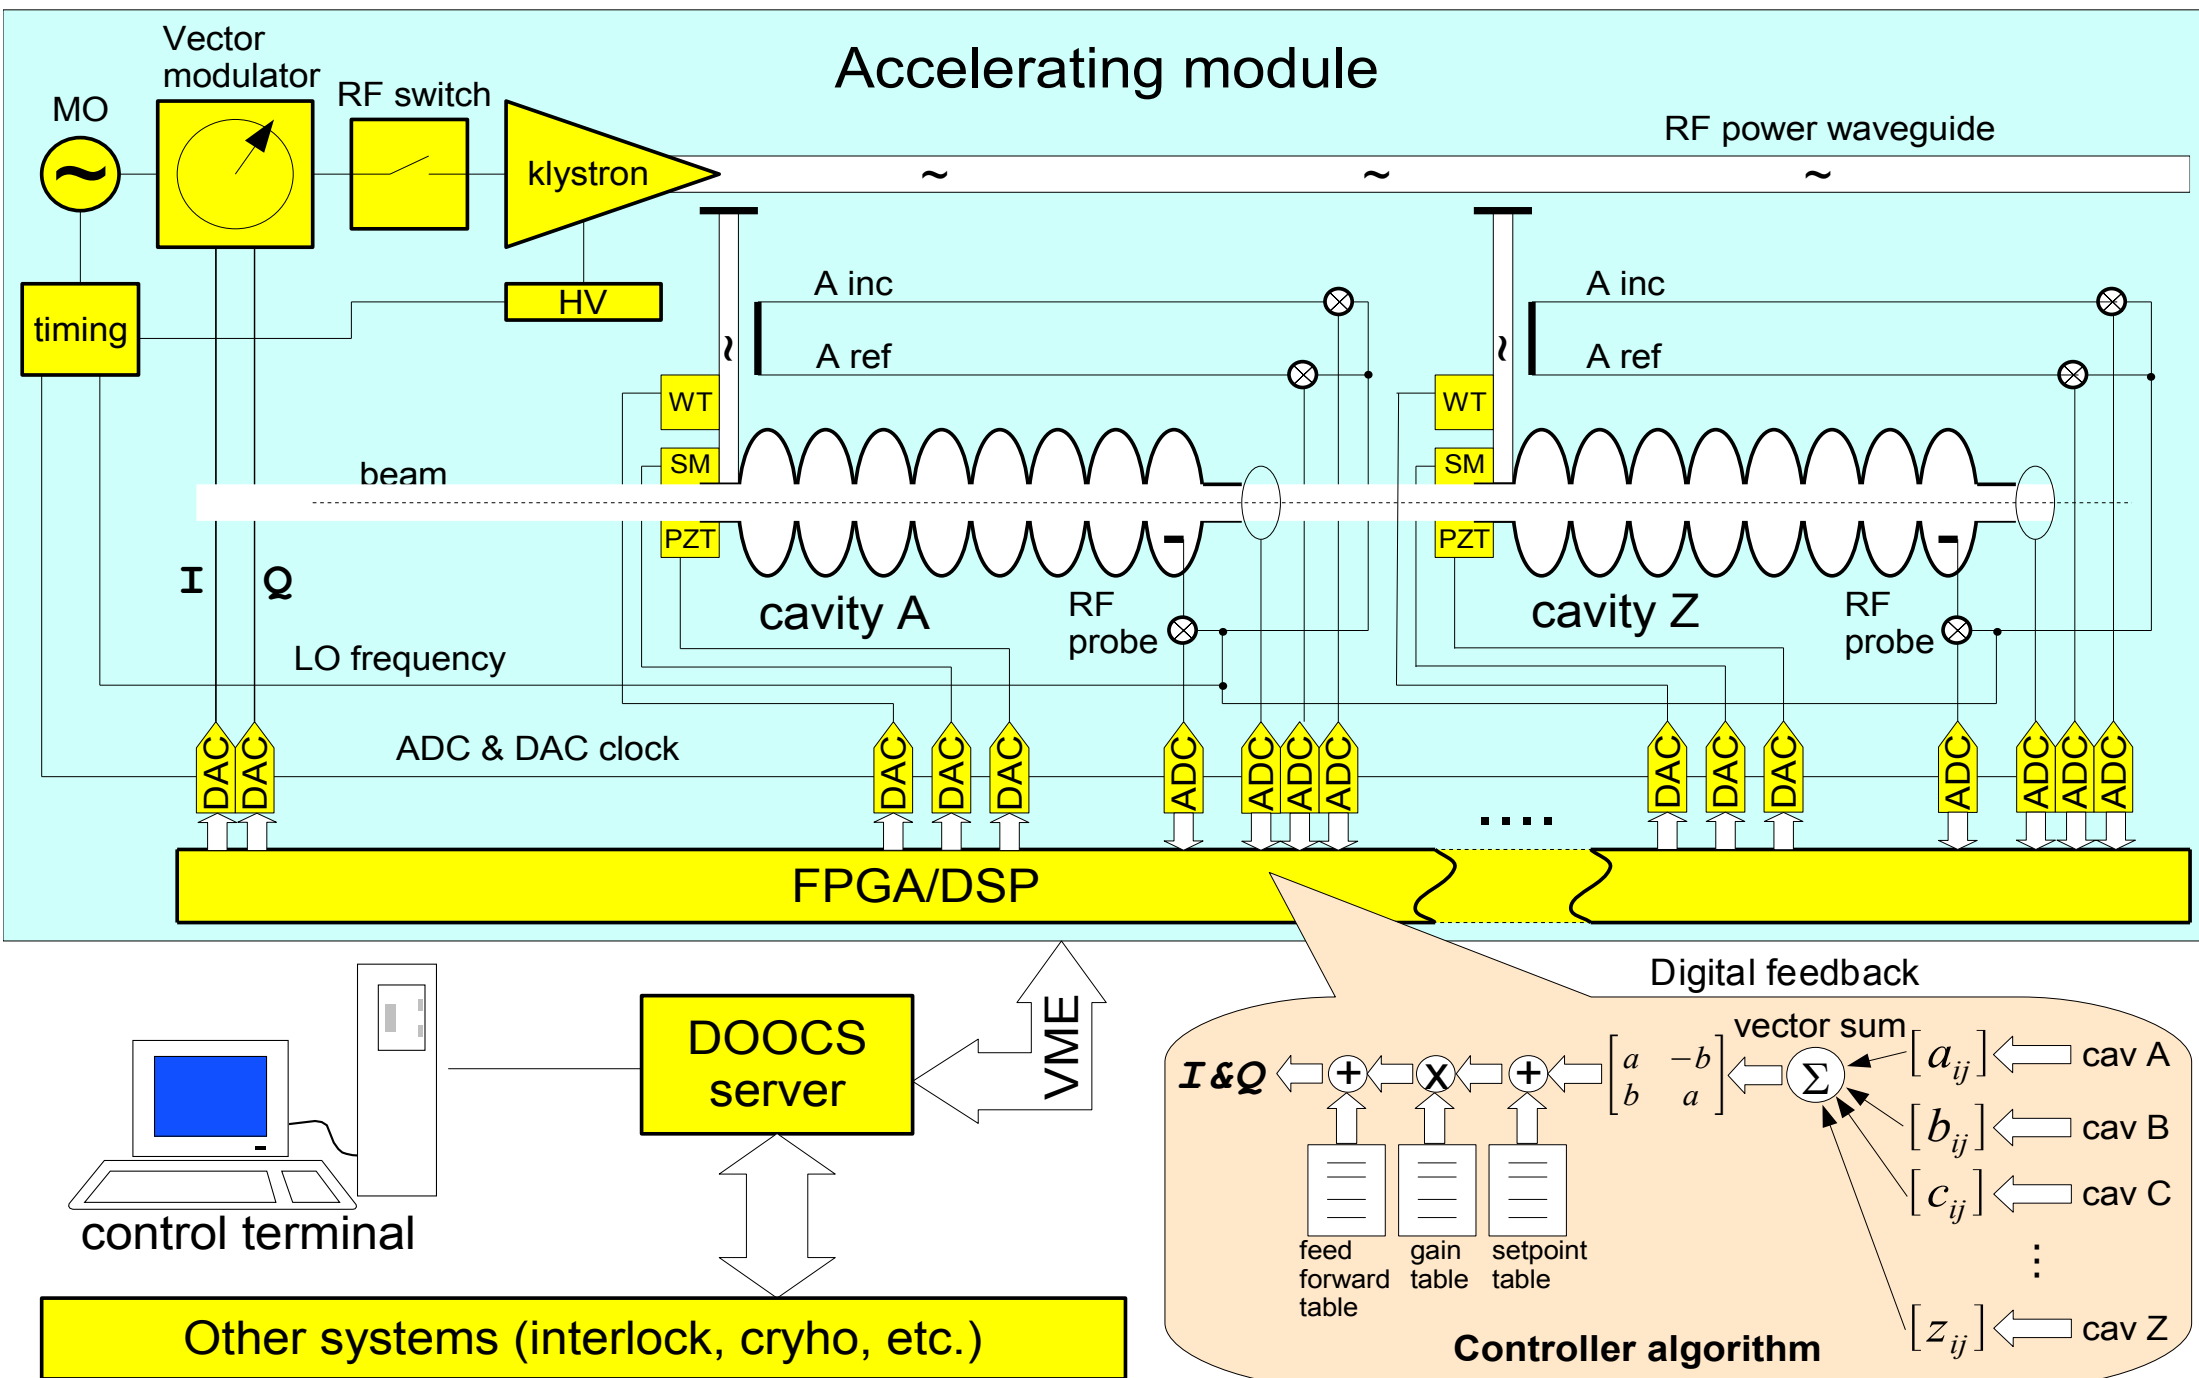 Accelerating module
Vector
modulator
RF switch
MO
RF power waveguide
~
klystron
~
~
~
timing
HV
A inc
A ref
~
A inc
A ref
~
WT
SM
PZT
WT
SM
PZT
beam
I
Q
cavity A
RF
probe
cavity Z
RF
probe
LO frequency
ADC & DAC clock
DAC
DAC
DAC
DAC
DAC
ADC
ADC
ADC
ADC
....
DAC
DAC
DAC
ADC
ADC
ADC
ADC
FPGA/DSP
VME
DOOCS
server
control terminal
Other systems (interlock, cryho, etc.)
Digital feedback
vector sum
I&Q
+
x
+
a −b
b a
Σ
[a_ij]
cav A
[b_ij]
cav B
[c_ij]
cav C
⋮
[z_ij]
cav Z
feed
forward
table
gain
table
setpoint
table
Controller algorithm